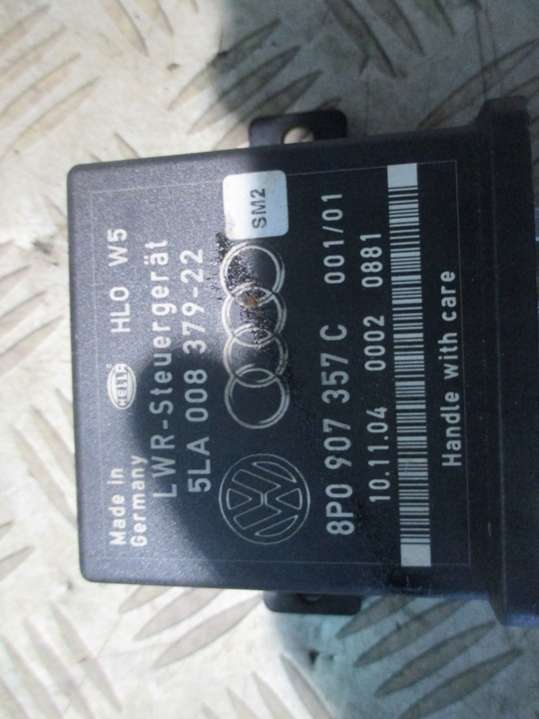 Made in
Germany
HELLA
HLO W5
LWR-Steuergerät
5LA 008 379-22
SM2
8P0 907 357 C 001/01
10.11.04 0002 0881
Handle with care